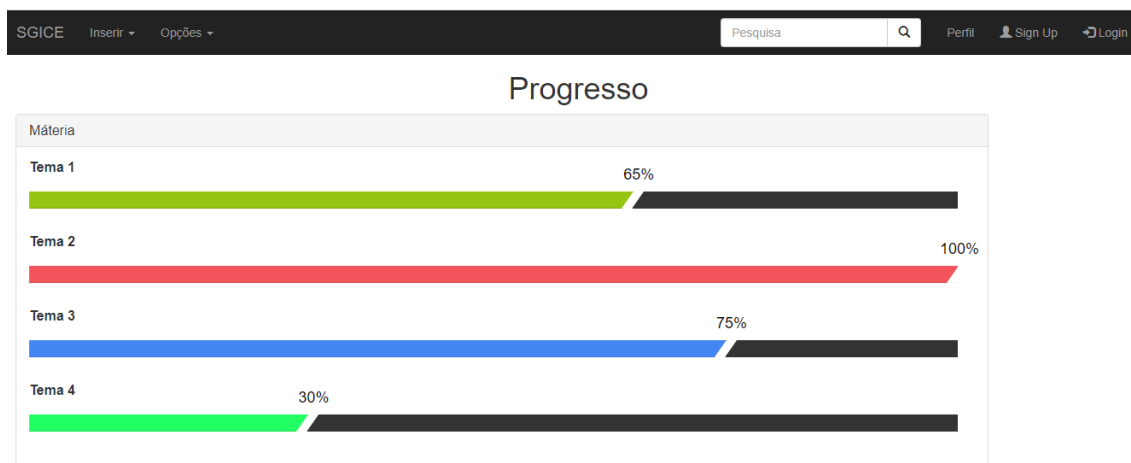 SGICE Inserir Opções Pesquisa Perfil Sign Up Login
Progresso
Máteria
Tema 1
65%
Tema 2
100%
Tema 3
75%
Tema 4
30%